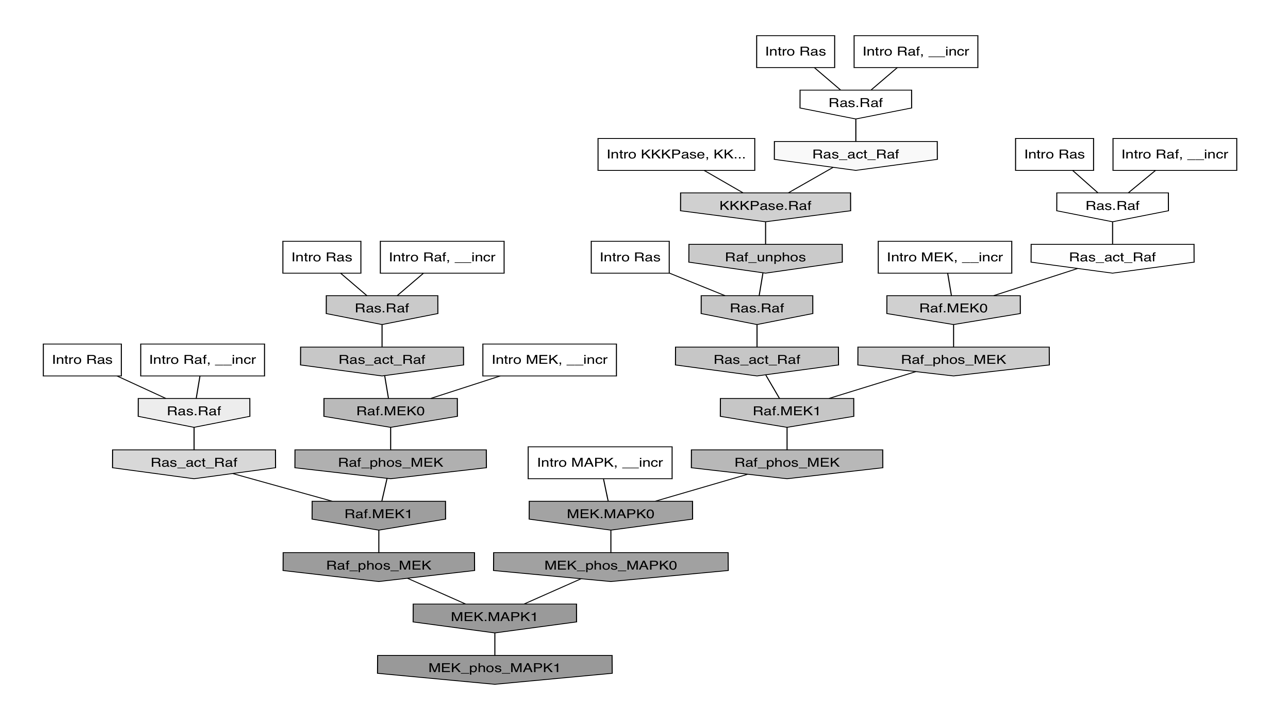 Intro Ras
Intro Raf, __incr
Ras.Raf
Intro KKKPase, KK...
Ras_act_Raf
Intro Ras
Intro Raf, __incr
KKKPase.Raf
Ras.Raf
Intro Ras
Intro Raf, __incr
Intro Ras
Raf_unphos
Intro MEK, __incr
Ras_act_Raf
Ras.Raf
Ras.Raf
Raf.MEK0
Intro Ras
Intro Raf, __incr
Ras_act_Raf
Intro MEK, __incr
Ras_act_Raf
Raf_phos_MEK
Ras.Raf
Raf.MEK0
Raf.MEK1
Ras_act_Raf
Raf_phos_MEK
Intro MAPK, __incr
Raf_phos_MEK
Raf.MEK1
MEK.MAPK0
Raf_phos_MEK
MEK_phos_MAPK0
MEK.MAPK1
MEK_phos_MAPK1